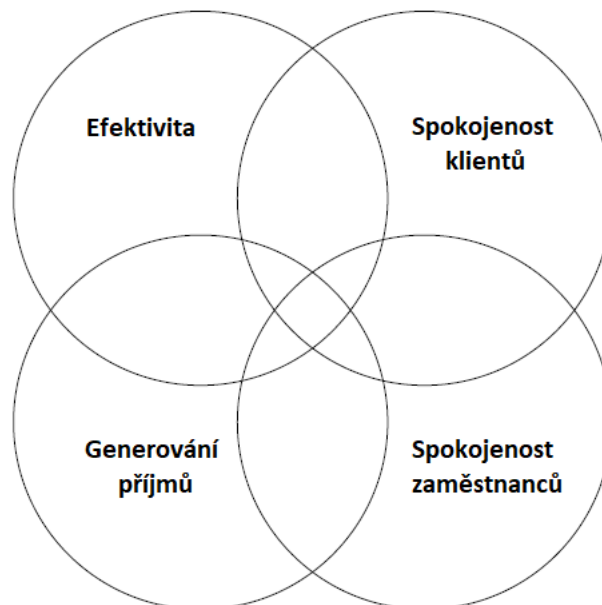 Efektivita
Spokojenost
klientů
Generování
příjmů
Spokojenost
zaměstnanců